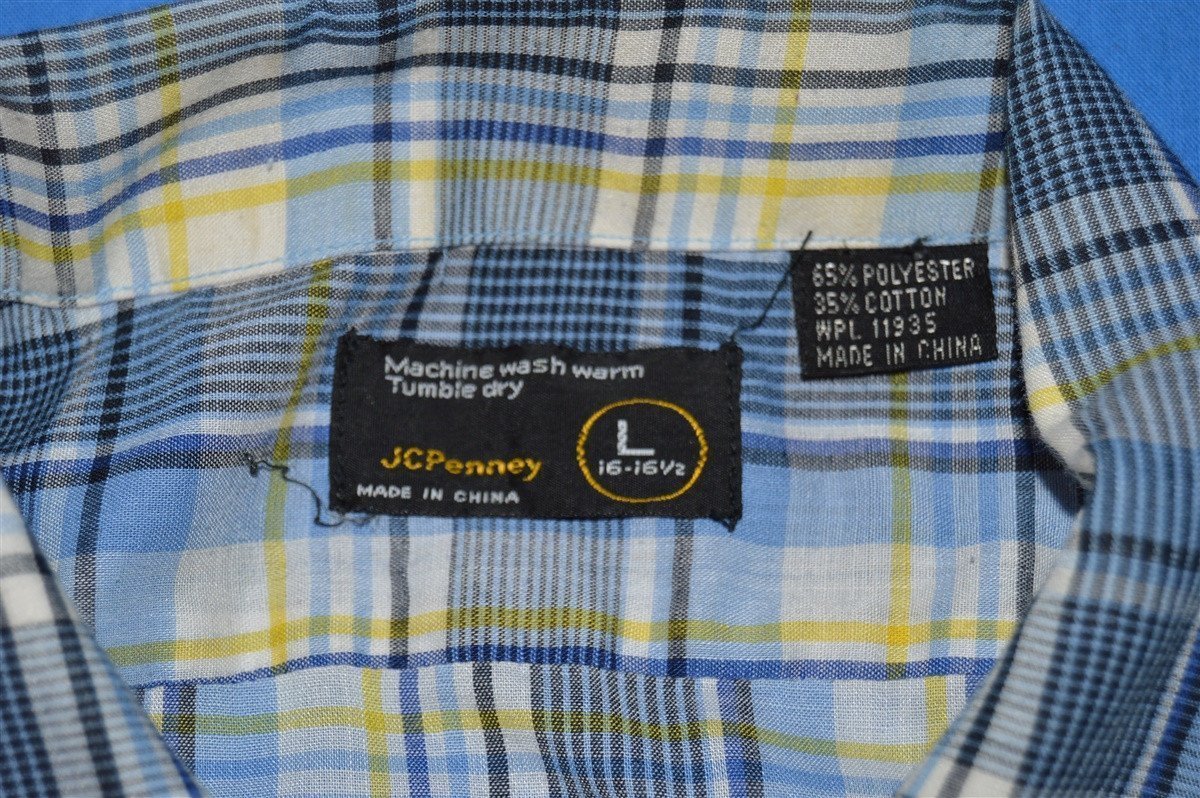 Machine wash warm
Tumble dry
JCPenney
MADE IN CHINA
L
16-16½
65% POLYESTER
35% COTTON
WPL 11935
MADE IN CHINA